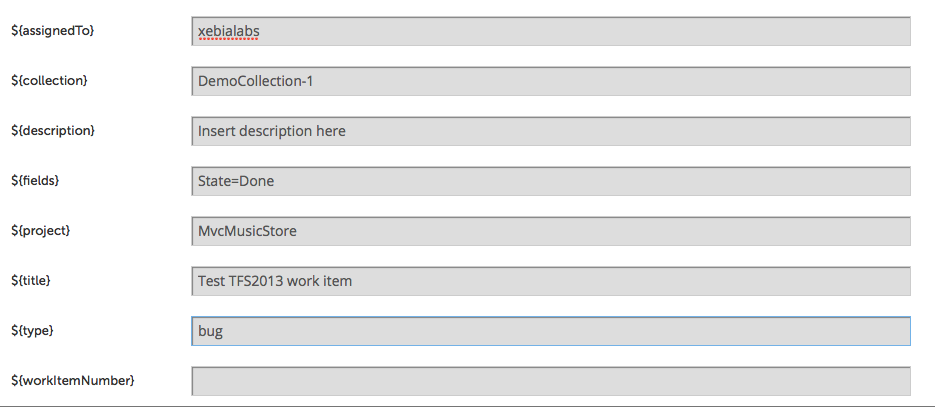 ${assignedTo} xebialabs
${collection} DemoCollection-1
${description} Insert description here
${fields} State=Done
${project} MvcMusicStore
${title} Test TFS2013 work item
${type} bug
${workItemNumber}